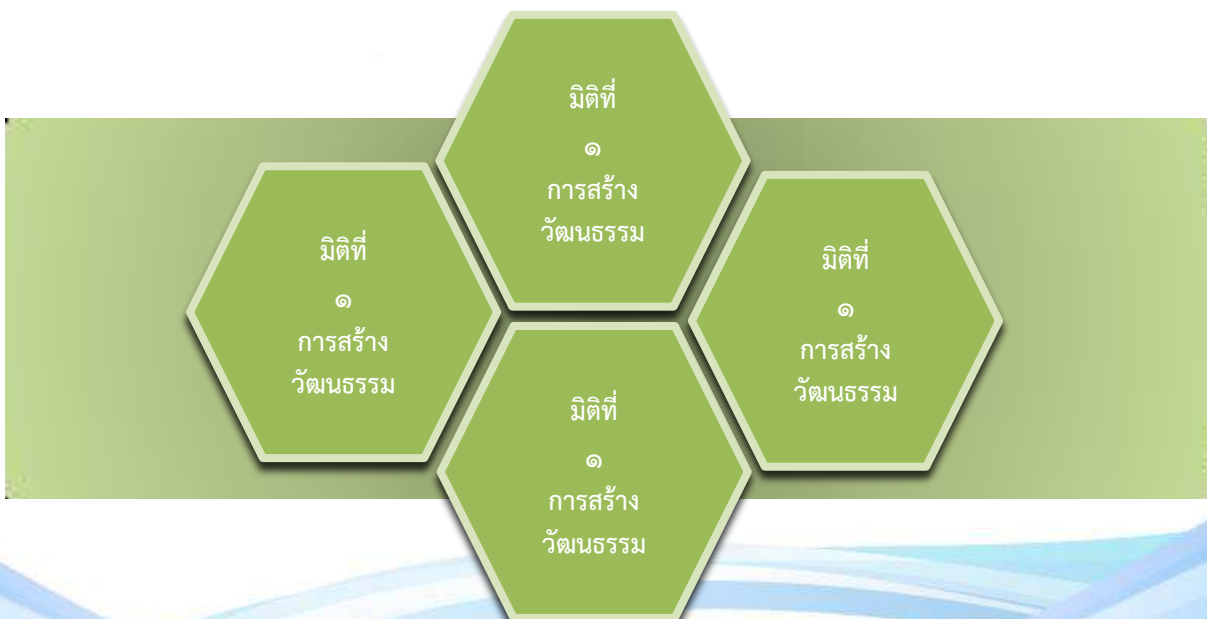 มิติที่
๑
การสร้าง
วัฒนธรรม
มิติที่
๑
การสร้าง
วัฒนธรรม
มิติที่
๑
การสร้าง
วัฒนธรรม
มิติที่
๑
การสร้าง
วัฒนธรรม